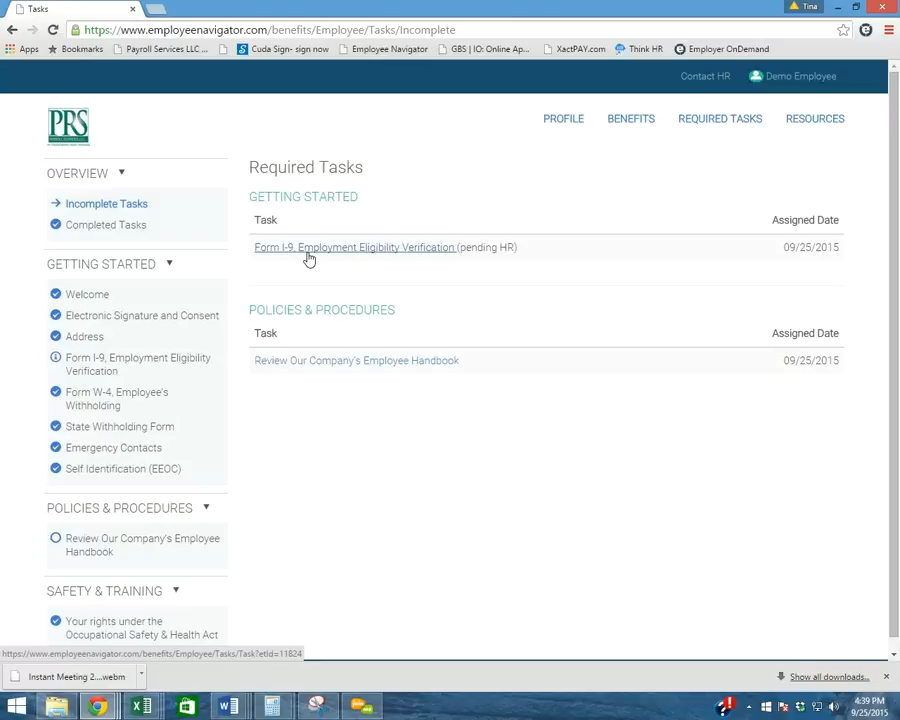 Tasks
Tina
https://www.employeenavigator.com/benefits/Employee/Tasks/Incomplete
Apps Bookmarks Payroll Services LLC ... Cuda Sign- sign now Employee Navigator GBS | IO: Online Ap... XactPAY.com Think HR Employer OnDemand
Contact HR Demo Employee
PRS
PROFILE BENEFITS REQUIRED TASKS RESOURCES
OVERVIEW
Incomplete Tasks
Completed Tasks
GETTING STARTED
Welcome
Electronic Signature and Consent
Address
Form I-9, Employment Eligibility
Verification
Form W-4, Employee's
Withholding
State Withholding Form
Emergency Contacts
Self Identification (EEOC)
POLICIES & PROCEDURES
Review Our Company's Employee
Handbook
SAFETY & TRAINING
Your rights under the
Occupational Safety & Health Act
Required Tasks
GETTING STARTED
Task Assigned Date
Form I-9, Employment Eligibility Verification (pending HR) 09/25/2015
POLICIES & PROCEDURES
Task Assigned Date
Review Our Company's Employee Handbook 09/25/2015
https://www.employeenavigator.com/benefits/Employee/Tasks/Task?etId=11824
Instant Meeting 2....webm
Show all downloads...
4:39 PM
9/25/2015